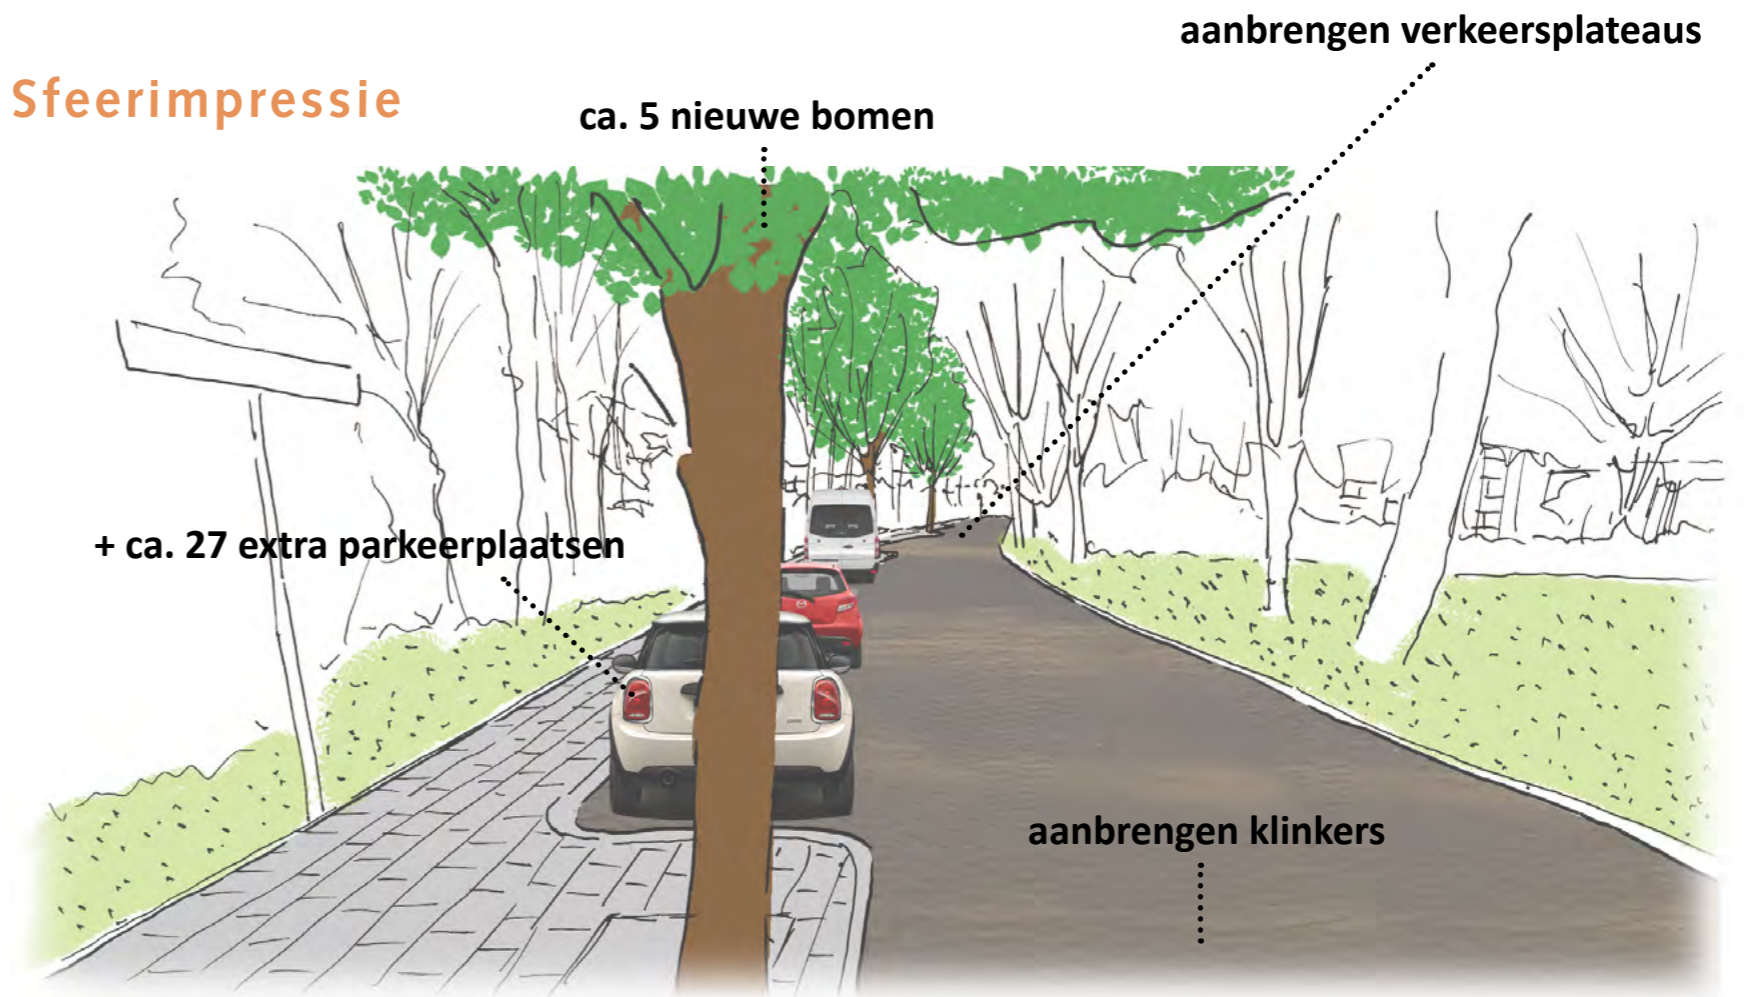 aanbrengen verkeersplateaus
Sfeerimpressie
ca. 5 nieuwe bomen
+ ca. 27 extra parkeerplaatsen
aanbrengen klinkers